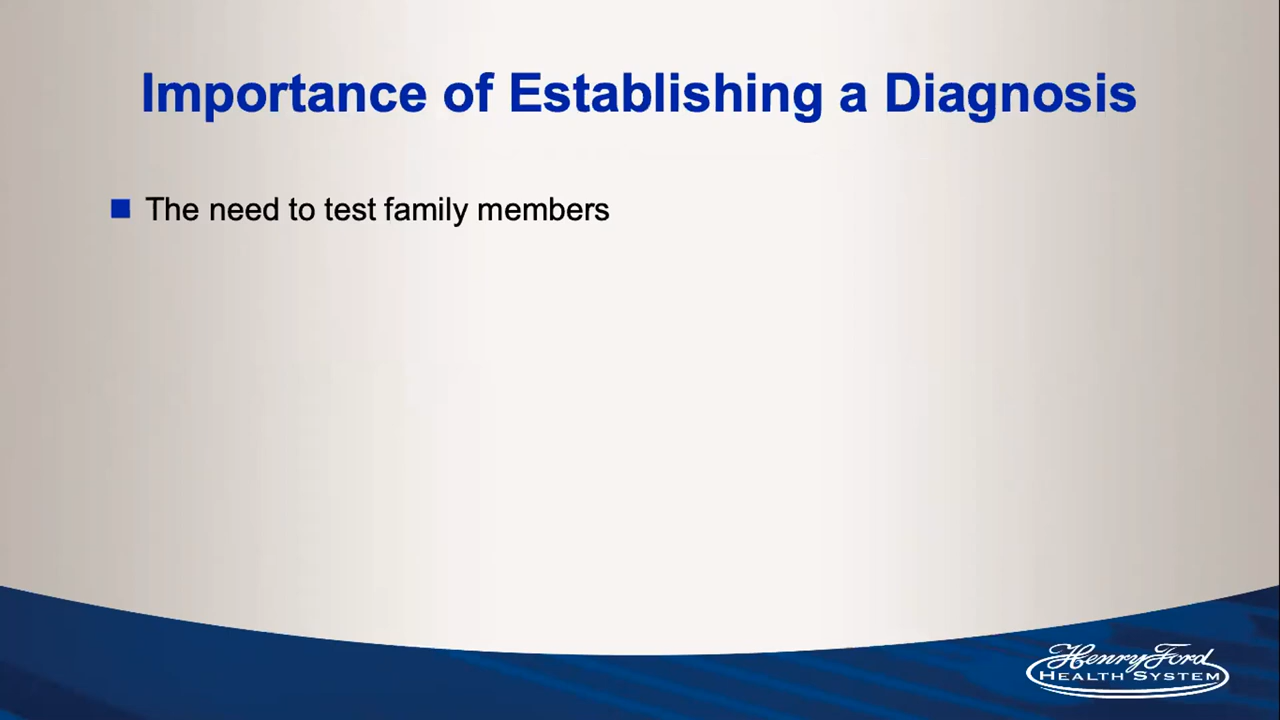 Importance of Establishing a Diagnosis
The need to test family members
Henry Ford
HEALTH SYSTEM